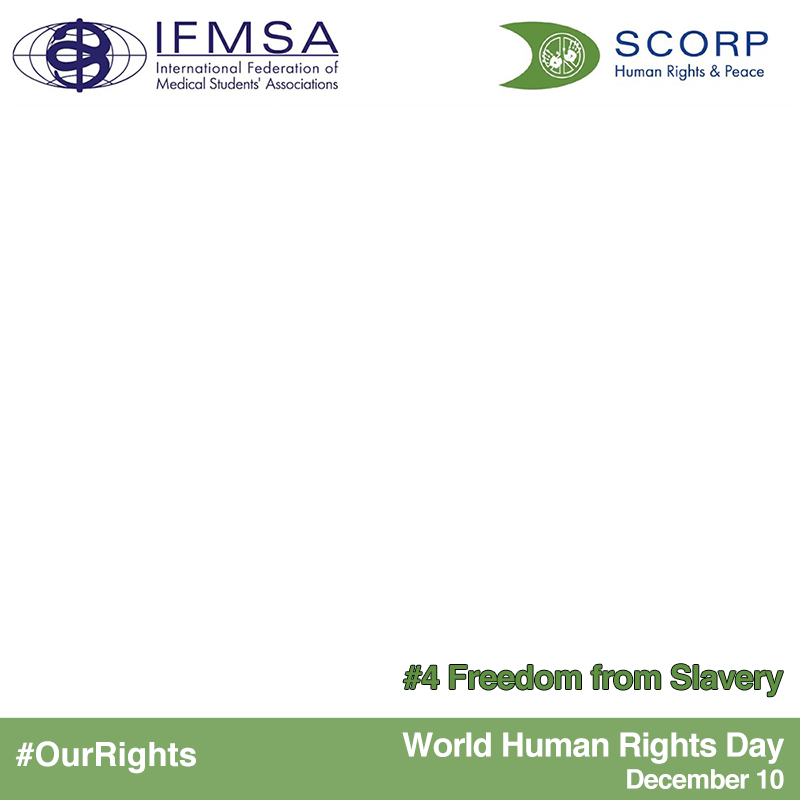 IFMSA
International Federation of
Medical Students' Associations
SCORP
Human Rights & Peace
#4 Freedom from Slavery
#OurRights
World Human Rights Day
December 10